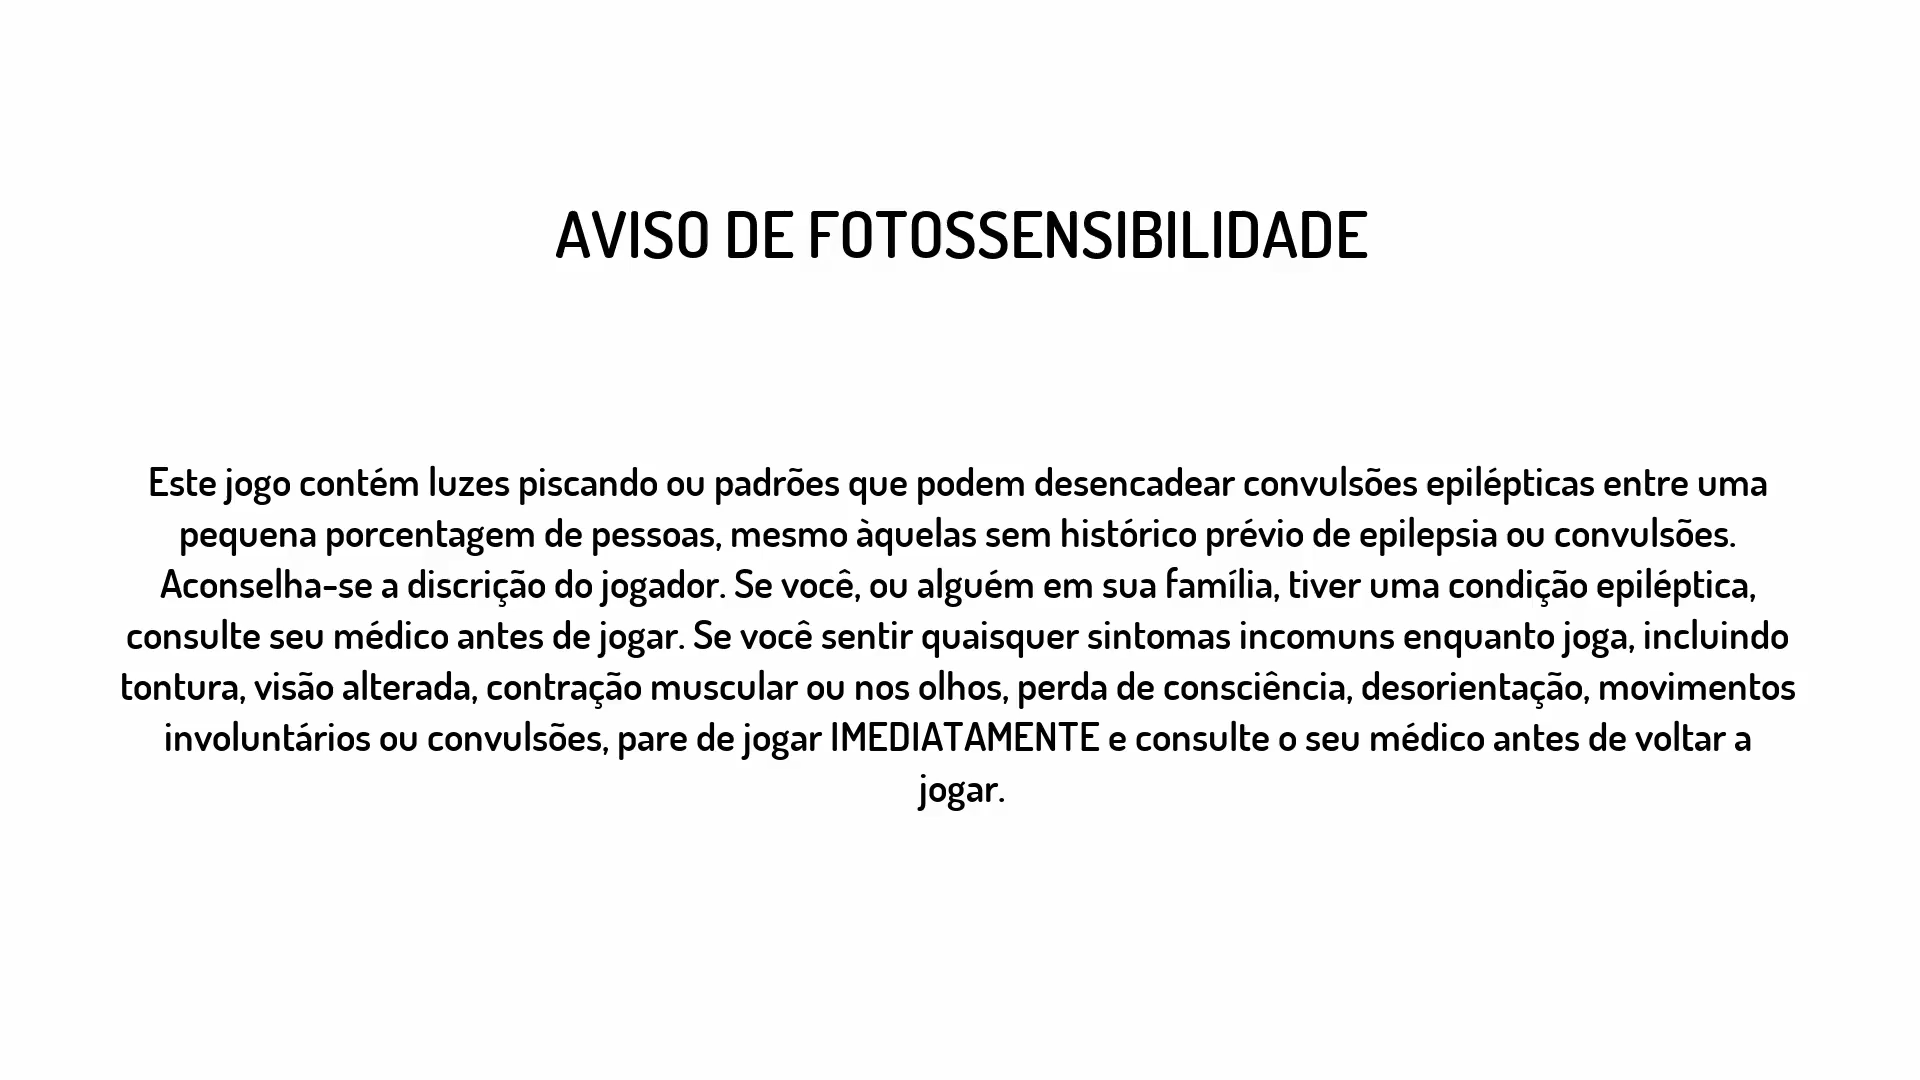 AVISO DE FOTOSSENSIBILIDADE
Este jogo contém luzes piscando ou padrões que podem desencadear convulsões epilépticas entre uma
pequena porcentagem de pessoas, mesmo àquelas sem histórico prévio de epilepsia ou convulsões.
Aconselha-se a discrição do jogador. Se você, ou alguém em sua família, tiver uma condição epiléptica,
consulte seu médico antes de jogar. Se você sentir quaisquer sintomas incomuns enquanto joga, incluindo
tontura, visão alterada, contração muscular ou nos olhos, perda de consciência, desorientação, movimentos
involuntários ou convulsões, pare de jogar IMEDIATAMENTE e consulte o seu médico antes de voltar a
jogar.